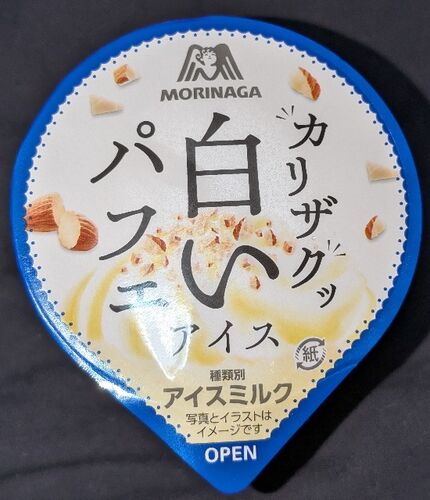 MORINAGA
カリザクッ
白い
パフェ
アイス
紙
種類別
アイスミルク
写真とイラストは
イメージです
OPEN